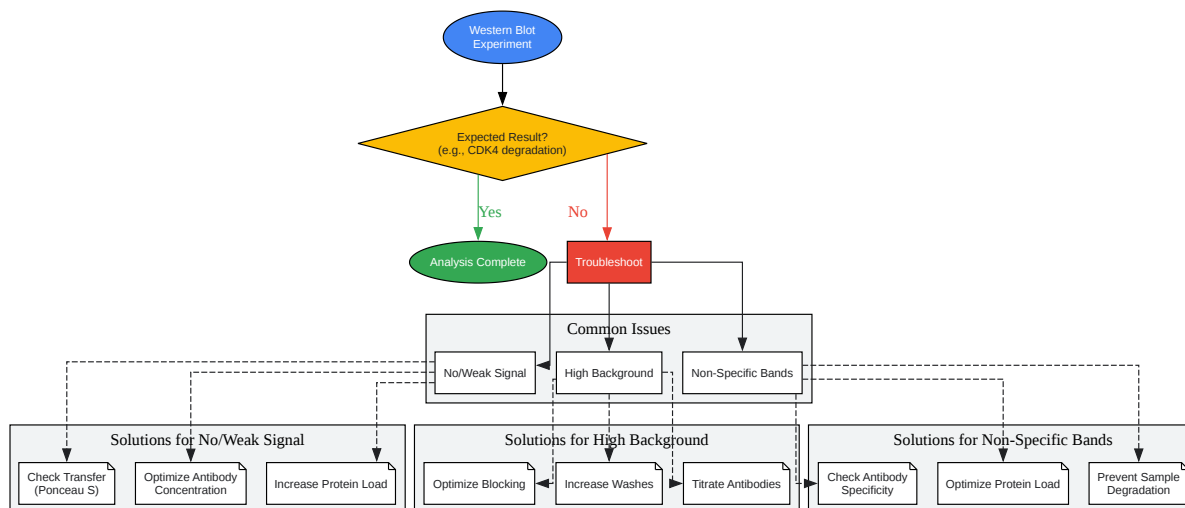 Western Blot
Experiment
Expected Result?
(e.g., CDK4 degradation)
Yes
No
Analysis Complete
Troubleshoot
Common Issues
No/Weak Signal
High Background
Non-Specific Bands
Solutions for No/Weak Signal
Check Transfer
(Ponceau S)
Optimize Antibody
Concentration
Increase Protein Load
Solutions for High Background
Optimize Blocking
Increase Washes
Titrate Antibodies
Solutions for Non-Specific Bands
Check Antibody
Specificity
Optimize Protein Load
Prevent Sample
Degradation